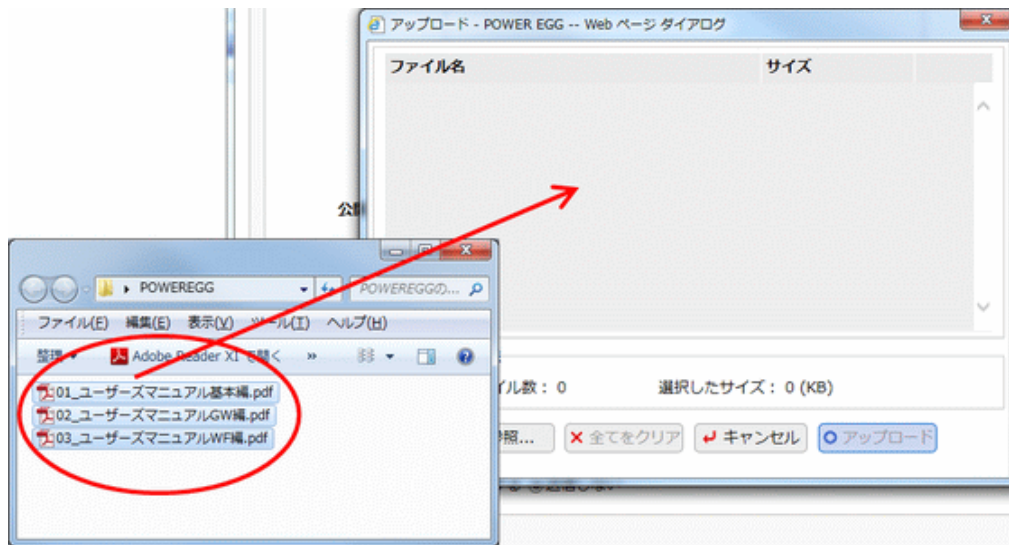 アップロード - POWER EGG -- Web ページ ダイアログ
ファイル名 サイズ
公開
POWEREGG POWEREGGの...
ファイル(E) 編集(E) 表示(V) ツール(T) ヘルプ(H)
整理 Adobe Reader XI で開く »
01_ユーザーズマニュアル基本編.pdf
02_ユーザーズマニュアルGW編.pdf
03_ユーザーズマニュアルWF編.pdf
イル数： 0 選択したサイズ： 0 (KB)
照... 全てをクリア キャンセル アップロード